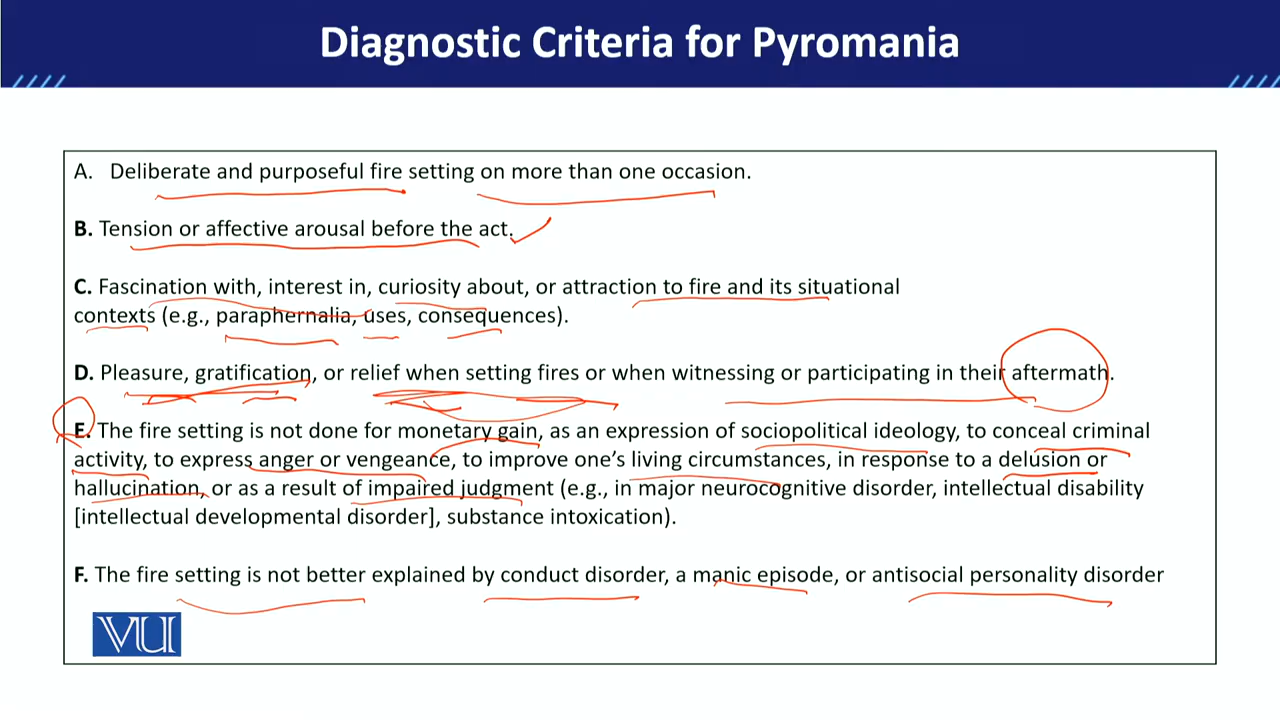 Diagnostic Criteria for Pyromania
A. Deliberate and purposeful fire setting on more than one occasion.
B. Tension or affective arousal before the act.
C. Fascination with, interest in, curiosity about, or attraction to fire and its situational
contexts (e.g., paraphernalia, uses, consequences).
D. Pleasure, gratification, or relief when setting fires or when witnessing or participating in their aftermath.
E. The fire setting is not done for monetary gain, as an expression of sociopolitical ideology, to conceal criminal
activity, to express anger or vengeance, to improve one's living circumstances, in response to a delusion or
hallucination, or as a result of impaired judgment (e.g., in major neurocognitive disorder, intellectual disability
[intellectual developmental disorder], substance intoxication).
F. The fire setting is not better explained by conduct disorder, a manic episode, or antisocial personality disorder
VU